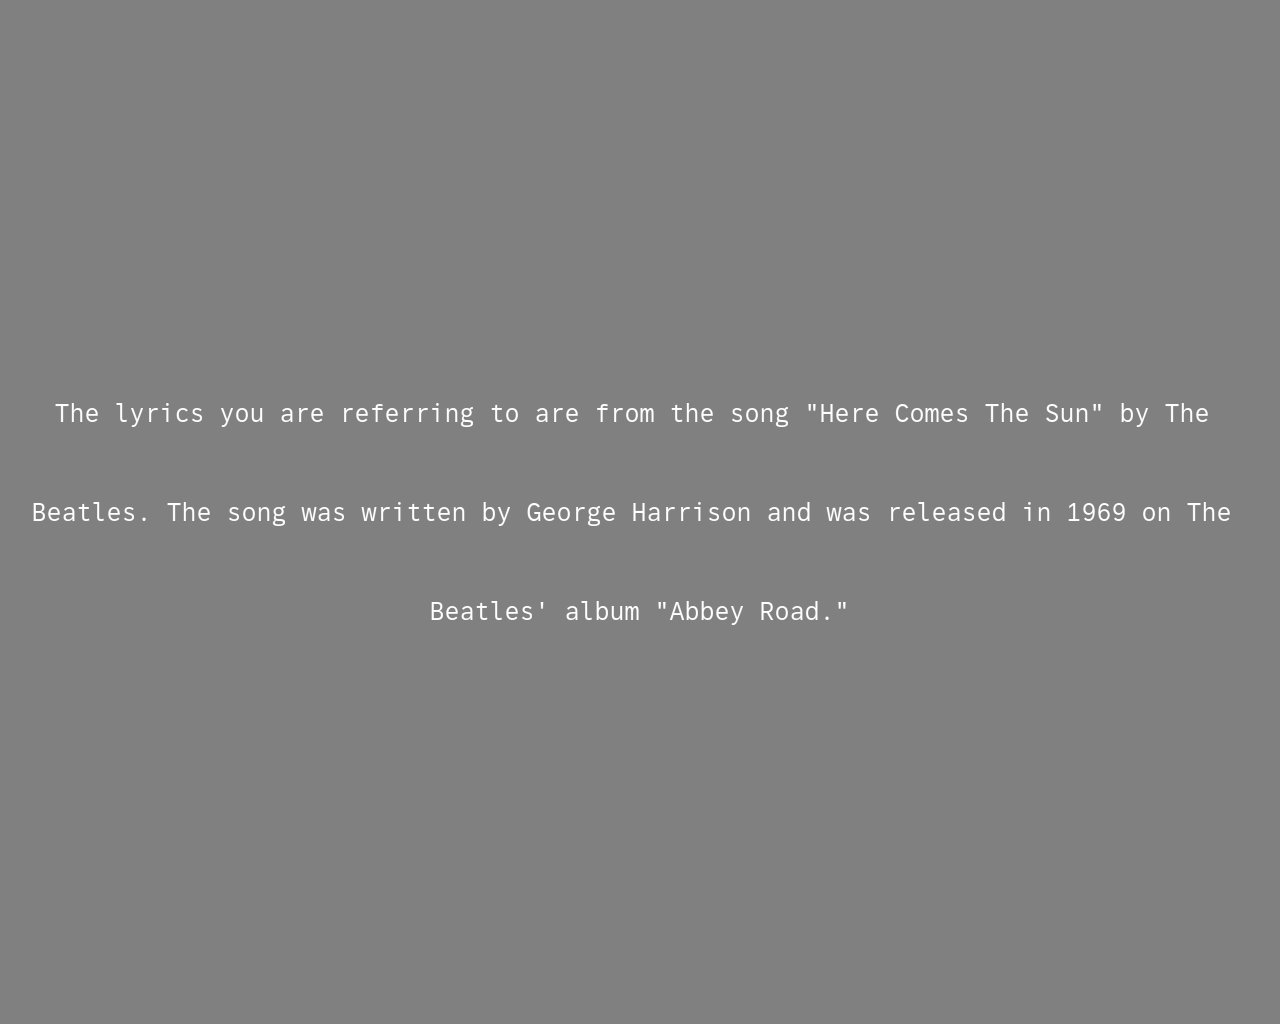 The lyrics you are referring to are from the song "Here Comes The Sun" by The
Beatles. The song was written by George Harrison and was released in 1969 on The
Beatles' album "Abbey Road."